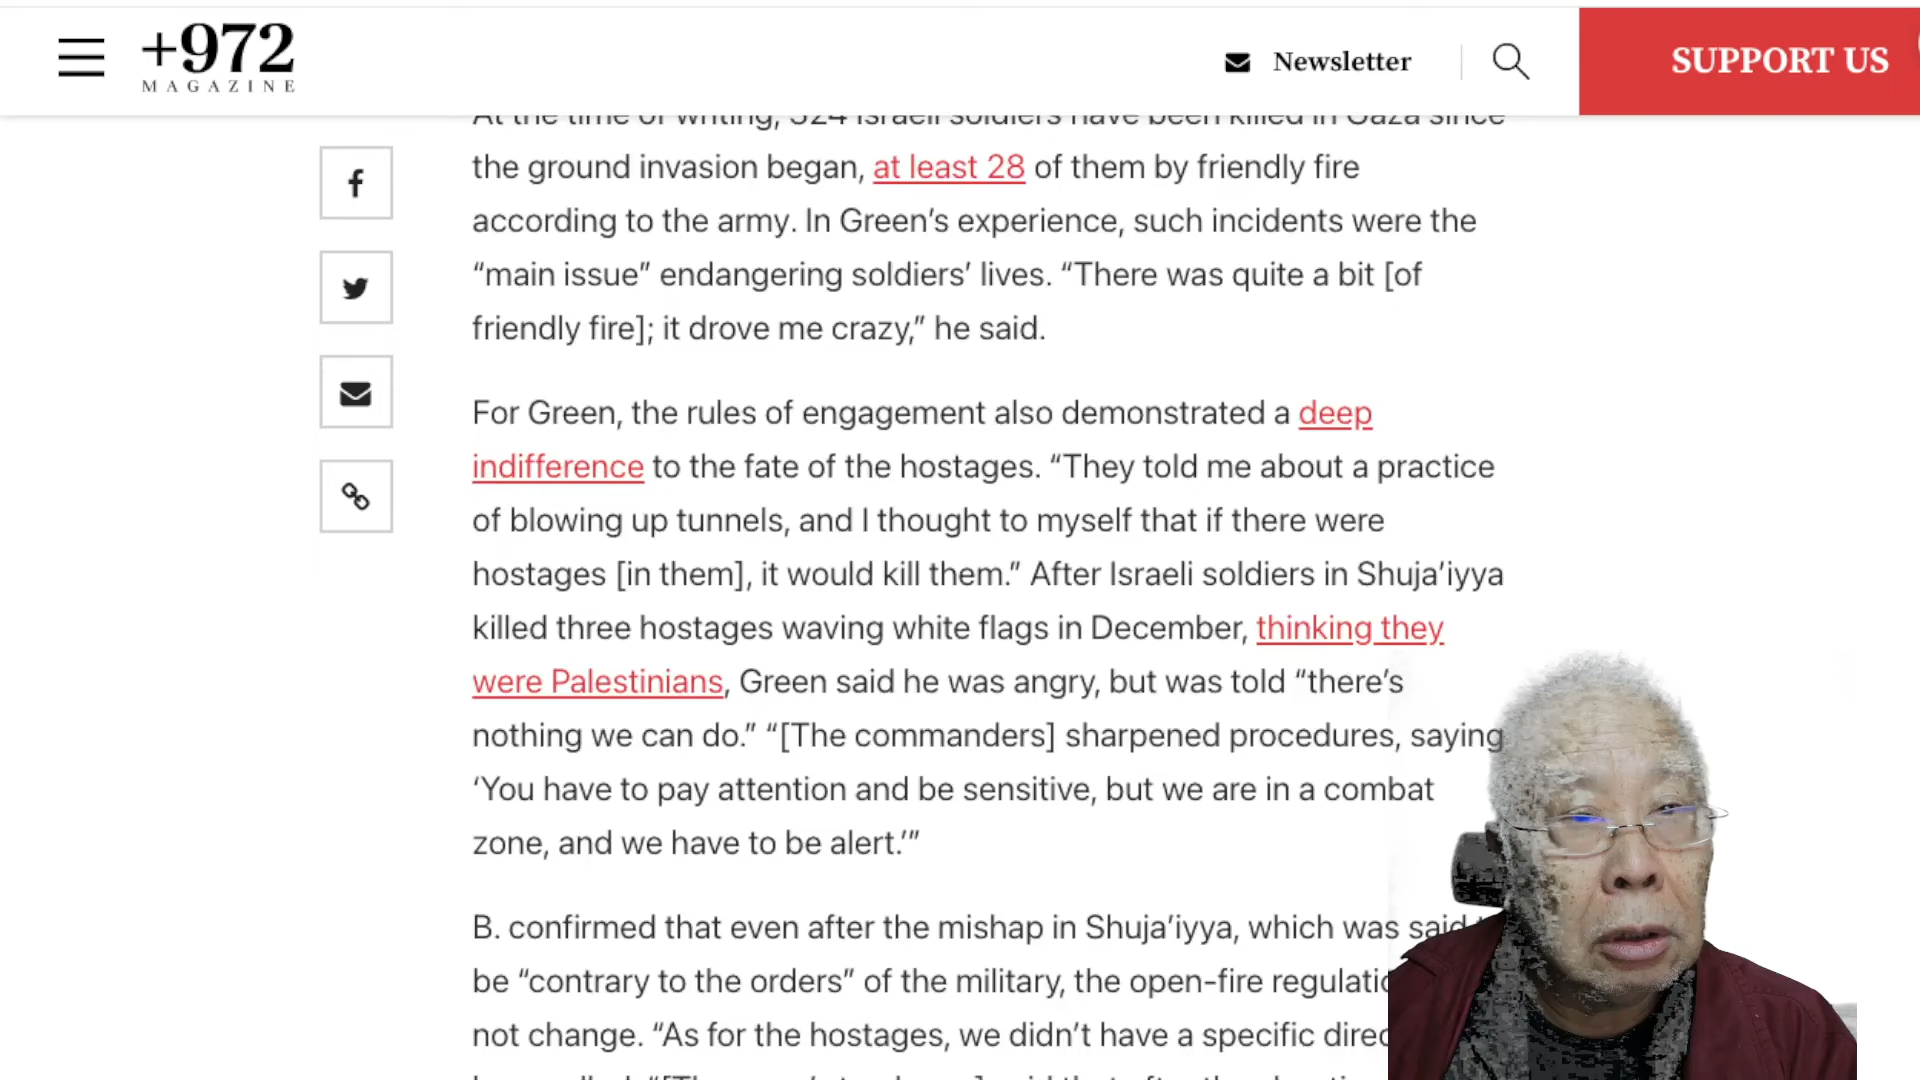 +972
MAGAZINE
Newsletter
SUPPORT US
At the time of writing, 324 Israeli soldiers have been killed in Gaza since
the ground invasion began, at least 28 of them by friendly fire
according to the army. In Green’s experience, such incidents were the
“main issue” endangering soldiers’ lives. “There was quite a bit [of
friendly fire]; it drove me crazy,” he said.
For Green, the rules of engagement also demonstrated a deep
indifference to the fate of the hostages. “They told me about a practice
of blowing up tunnels, and I thought to myself that if there were
hostages [in them], it would kill them.” After Israeli soldiers in Shuja’iyya
killed three hostages waving white flags in December, thinking they
were Palestinians, Green said he was angry, but was told “there’s
nothing we can do.” “[The commanders] sharpened procedures, saying
‘You have to pay attention and be sensitive, but we are in a combat
zone, and we have to be alert.’”
B. confirmed that even after the mishap in Shuja’iyya, which was said
be “contrary to the orders” of the military, the open-fire regulatio
not change. “As for the hostages, we didn’t have a specific direc